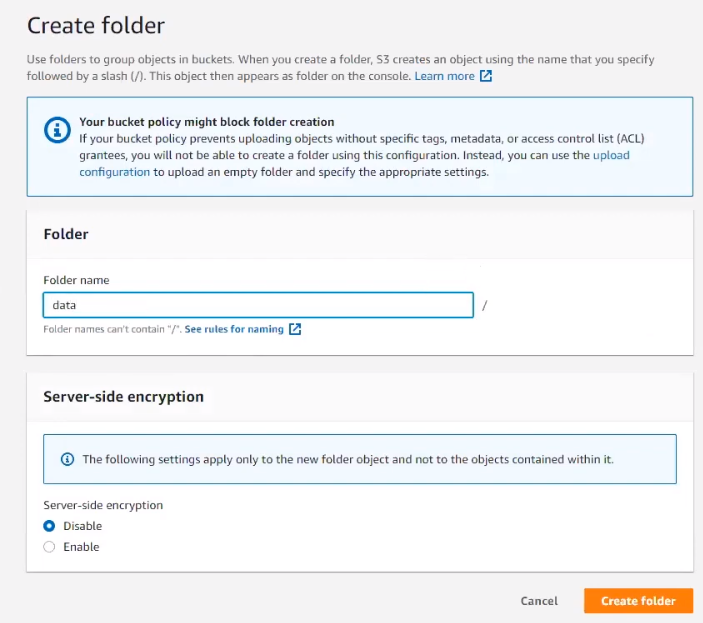 Create folder
Use folders to group objects in buckets. When you create a folder, S3 creates an object using the name that you specify
followed by a slash (/). This object then appears as folder on the console. Learn more
Your bucket policy might block folder creation
If your bucket policy prevents uploading objects without specific tags, metadata, or access control list (ACL)
grantees, you will not be able to create a folder using this configuration. Instead, you can use the upload
configuration to upload an empty folder and specify the appropriate settings.
Folder
Folder name
data /
Folder names can't contain "/". See rules for naming
Server-side encryption
The following settings apply only to the new folder object and not to the objects contained within it.
Server-side encryption
Disable
Enable
Cancel Create folder